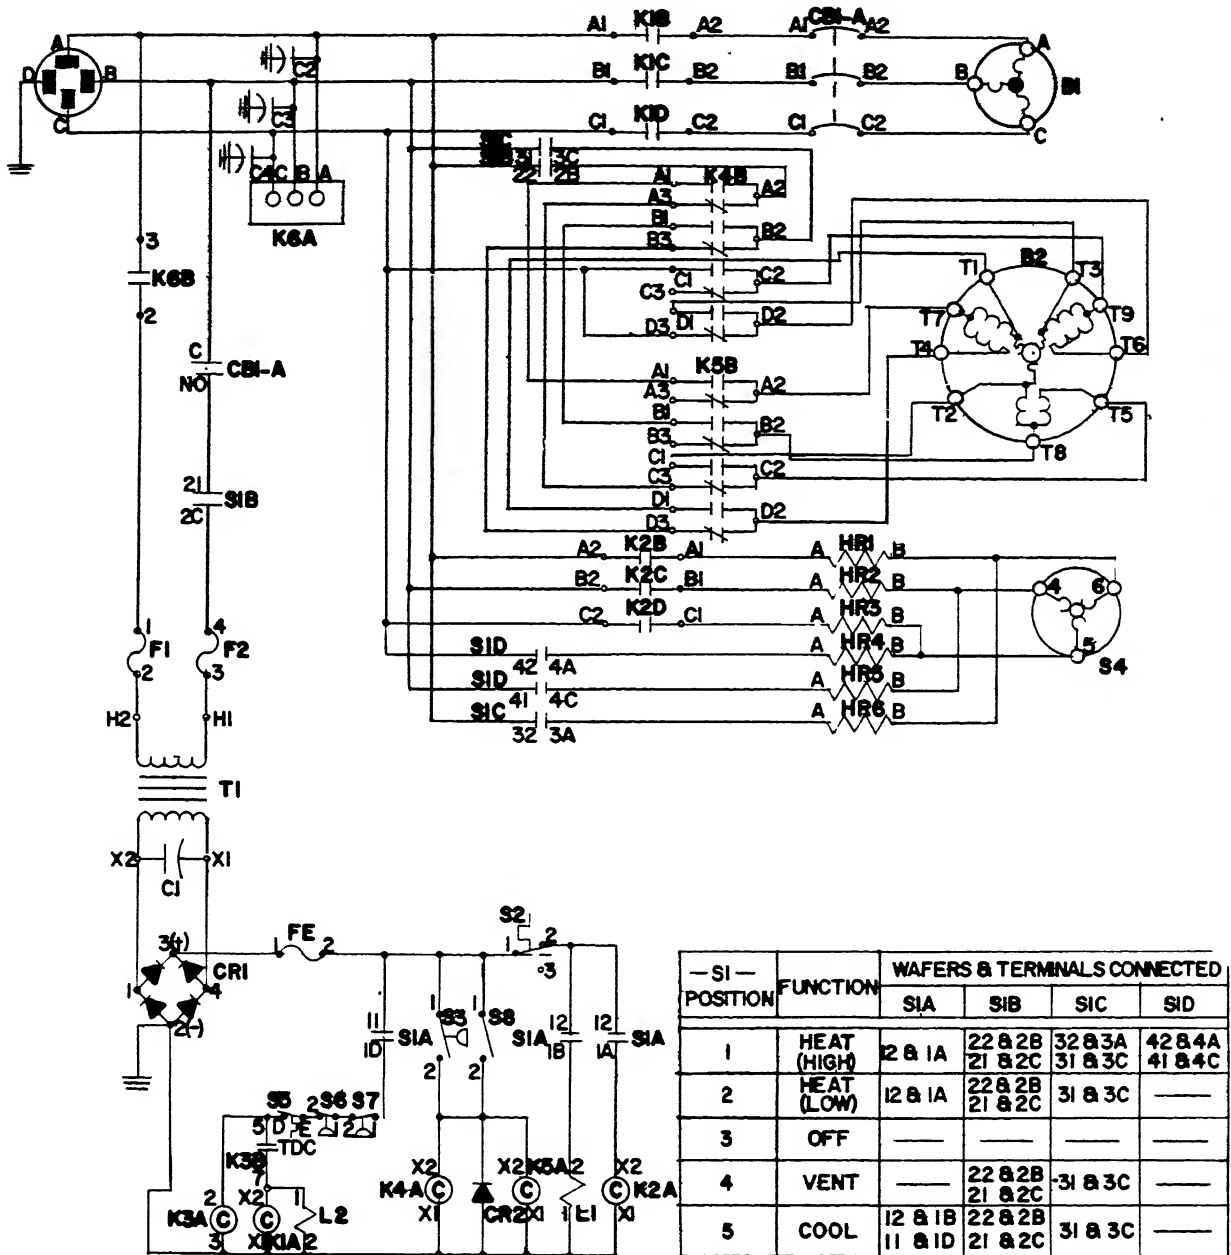 A A1 K1B A2 A1 CB1-A A2 A
D B C2 B1 K1C B2 B1 B2 B B1
C C3 C1 K1D C2 C1 C2 C
31 3C
22 2B
C4 C B A
K6A
A1 K4B A2
A3
B1 B2
B3
C1 C2
C3
D1 D2
D3
3
K6B
2
T1 B2 T3
T7 T9
T4 T6
T2 T5
T8
C
CB1-A
NO
K5B
A1 A2
A3
B1 B2
B3
C1
C3 C2
D1 D2
D3
21
S1B
2C
A2 K2B A1 A HR1 B
B2 K2C B1 A HR2 B 4 6
C2 K2D C1 A HR3 B
S1D 42 4A A HR4 B 5 S4
S1D 41 4C A HR5 B
S1C 32 3A A HR6 B
1 4
F1 F2
2 3
H2 H1
T1
X2 X1
C1
3(+) 1 FE 2 S2 1 2
3
CR1
1 4
2(-)
11 S1A 1D
1 S3 2
1 S8 2
12 S1A 1B
12 S1A 1A
S5 2 S6 S7
5 D E 1 2 1
K3B TDC
7
2 K3A 3
X2 X1 K1A
1 L2 2
X2 K4A X1
CR2
X2 K5A X1
2 E1 1
X2 K2A X1
—S1— POSITION FUNCTION WAFERS & TERMINALS CONNECTED
S1A S1B S1C S1D
1 HEAT (HIGH) 12 & 1A 22 & 2B 32 & 3A 42 & 4A
21 & 2C 31 & 3C 41 & 4C
2 HEAT (LOW) 12 & 1A 22 & 2B 31 & 3C —
21 & 2C
3 OFF — — — —
4 VENT — 22 & 2B 31 & 3C —
21 & 2C
5 COOL 12 & 1B 22 & 2B 31 & 3C —
11 & 1D 21 & 2C